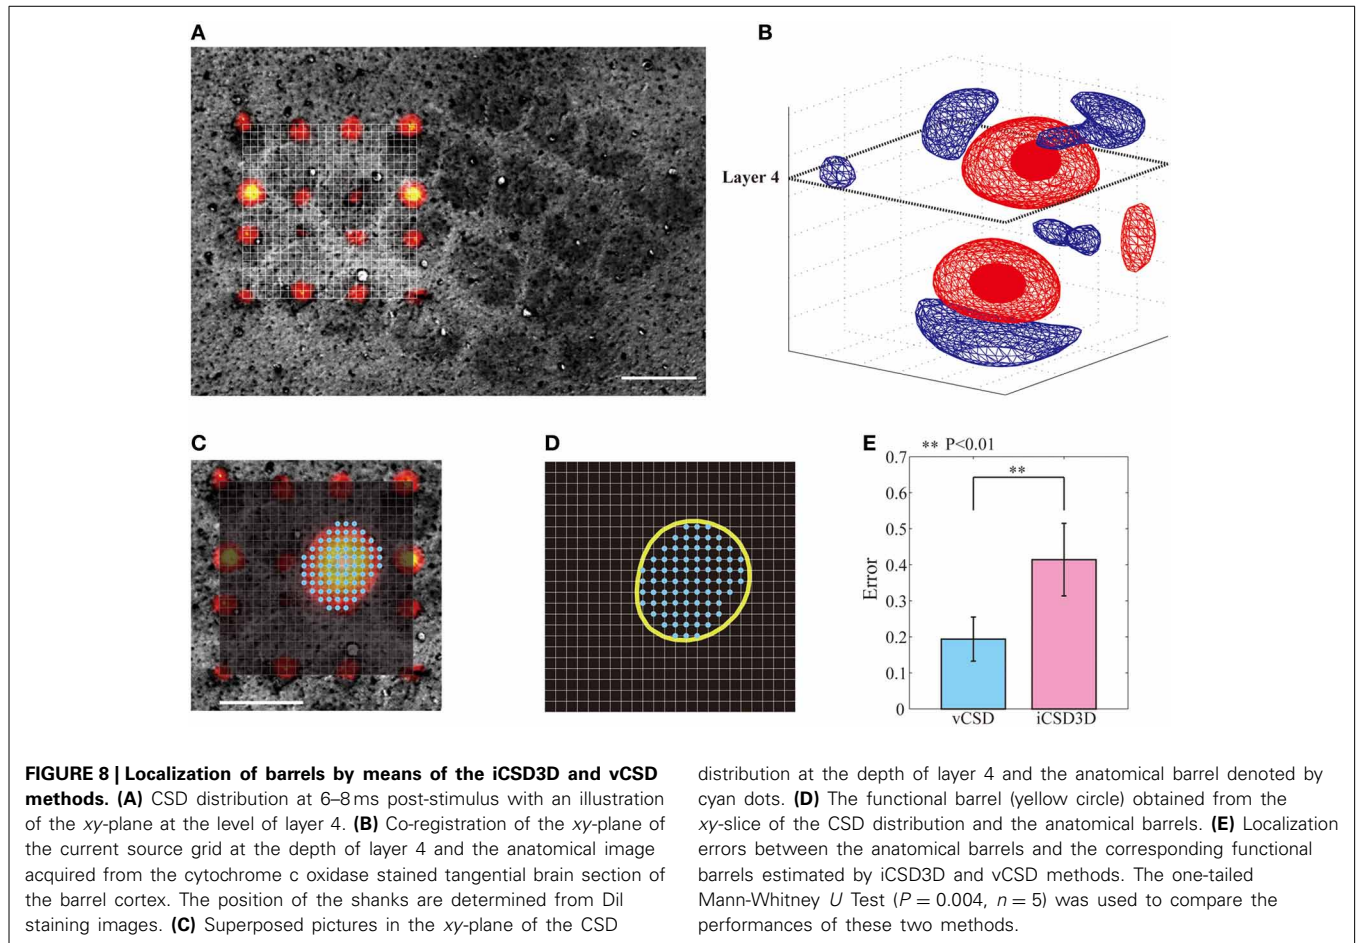 A
B
Layer 4
C
D
E
** P<0.01
**
0.7
0.6
0.5
0.4
0.3
0.2
0.1
0
Error
vCSD
iCSD3D
FIGURE 8 | Localization of barrels by means of the iCSD3D and vCSD
methods. (A) CSD distribution at 6–8 ms post-stimulus with an illustration
of the xy-plane at the level of layer 4. (B) Co-registration of the xy-plane of
the current source grid at the depth of layer 4 and the anatomical image
acquired from the cytochrome c oxidase stained tangential brain section of
the barrel cortex. The position of the shanks are determined from DiI
staining images. (C) Superposed pictures in the xy-plane of the CSD
distribution at the depth of layer 4 and the anatomical barrel denoted by
cyan dots. (D) The functional barrel (yellow circle) obtained from the
xy-slice of the CSD distribution and the anatomical barrels. (E) Localization
errors between the anatomical barrels and the corresponding functional
barrels estimated by iCSD3D and vCSD methods. The one-tailed
Mann-Whitney U Test (P = 0.004, n = 5) was used to compare the
performances of these two methods.